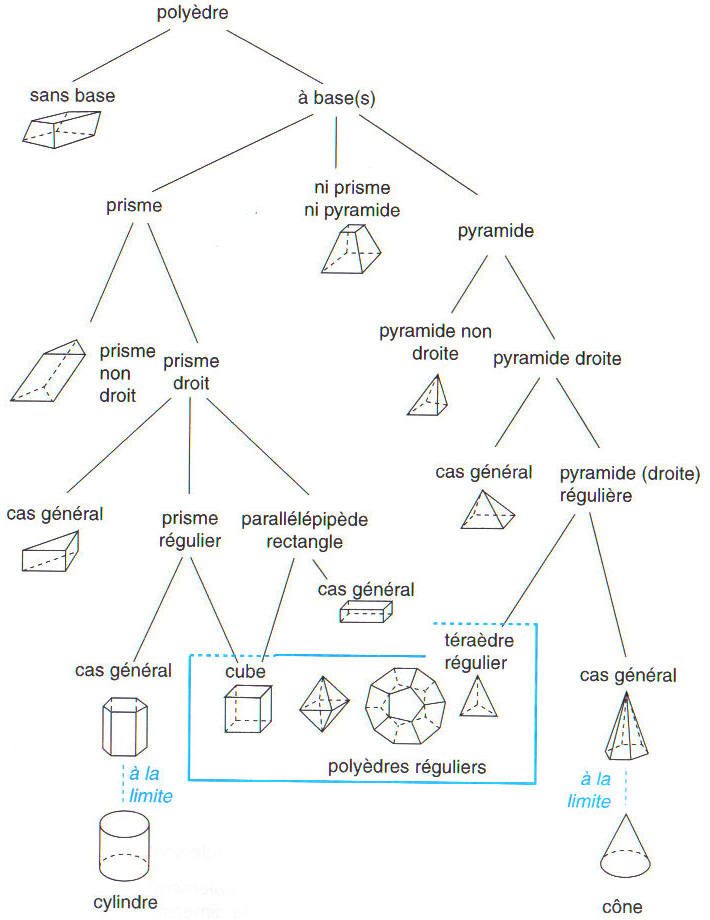 polyèdre
sans base
à base(s)
prisme
ni prisme
ni pyramide
pyramide
prisme
non
droit
prisme
droit
pyramide non
droite
pyramide droite
cas général
prisme
régulier
parallélépipède
rectangle
cas général
pyramide (droite)
régulière
cas général
téraèdre
régulier
cas général
cube
cas général
polyèdres réguliers
à la
limite
à la
limite
cylindre
cône